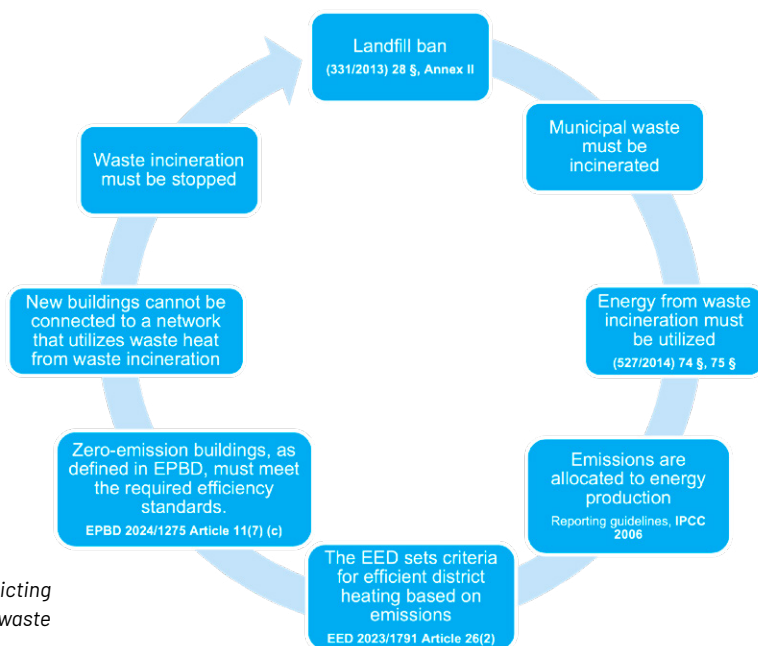 Landfill ban
(331/2013) 28 §, Annex II
Municipal waste
must be
incinerated
Energy from waste
incineration must
be utilized
(527/2014) 74 §, 75 §
Emissions are
allocated to energy
production
Reporting guidelines, IPCC
2006
The EED sets criteria
for efficient district
heating based on
emissions
EED 2023/1791 Article 26(2)
Zero-emission buildings, as
defined in EPBD, must meet
the required efficiency
standards.
EPBD 2024/1275 Article 11(7) (c)
New buildings cannot be
connected to a network
that utilizes waste heat
from waste incineration
Waste incineration
must be stopped
icting
waste